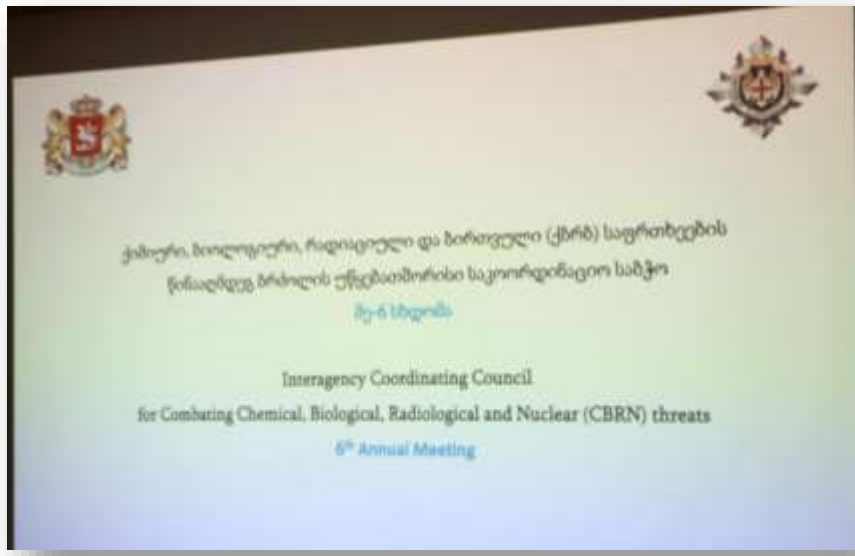 ქიმიური, ბიოლოგიური, რადიაციული და ბირთვული (ქბრბ) საფრთხეების
წინააღმდეგ ბრძოლის უწყებათშორისი საკოორდინაციო საბჭო
მე-6 სხდომა
Interagency Coordinating Council
for Combating Chemical, Biological, Radiological and Nuclear (CBRN) threats
6th Annual Meeting